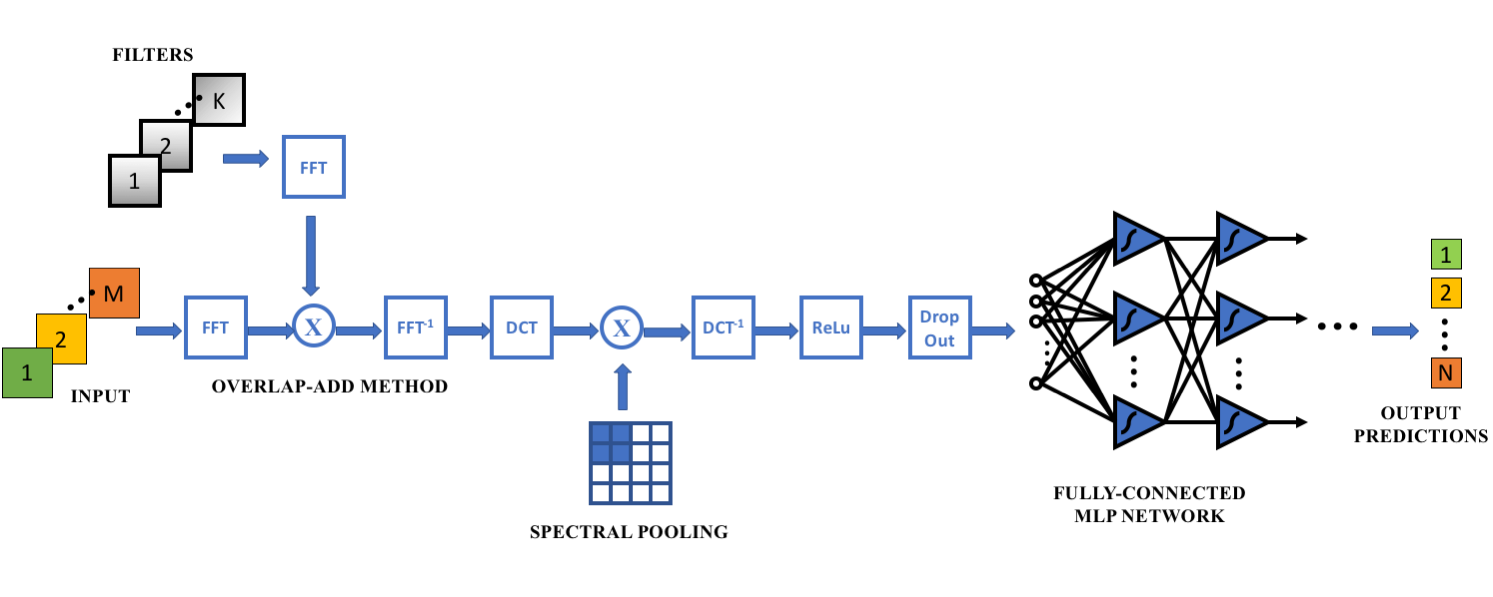 FILTERS
K
2
1
FFT
M
2
1
INPUT
FFT
X
FFT-1
DCT
X
DCT-1
ReLu
Drop
Out
OVERLAP-ADD METHOD
SPECTRAL POOLING
FULLY-CONNECTED
MLP NETWORK
1
2
N
OUTPUT
PREDICTIONS